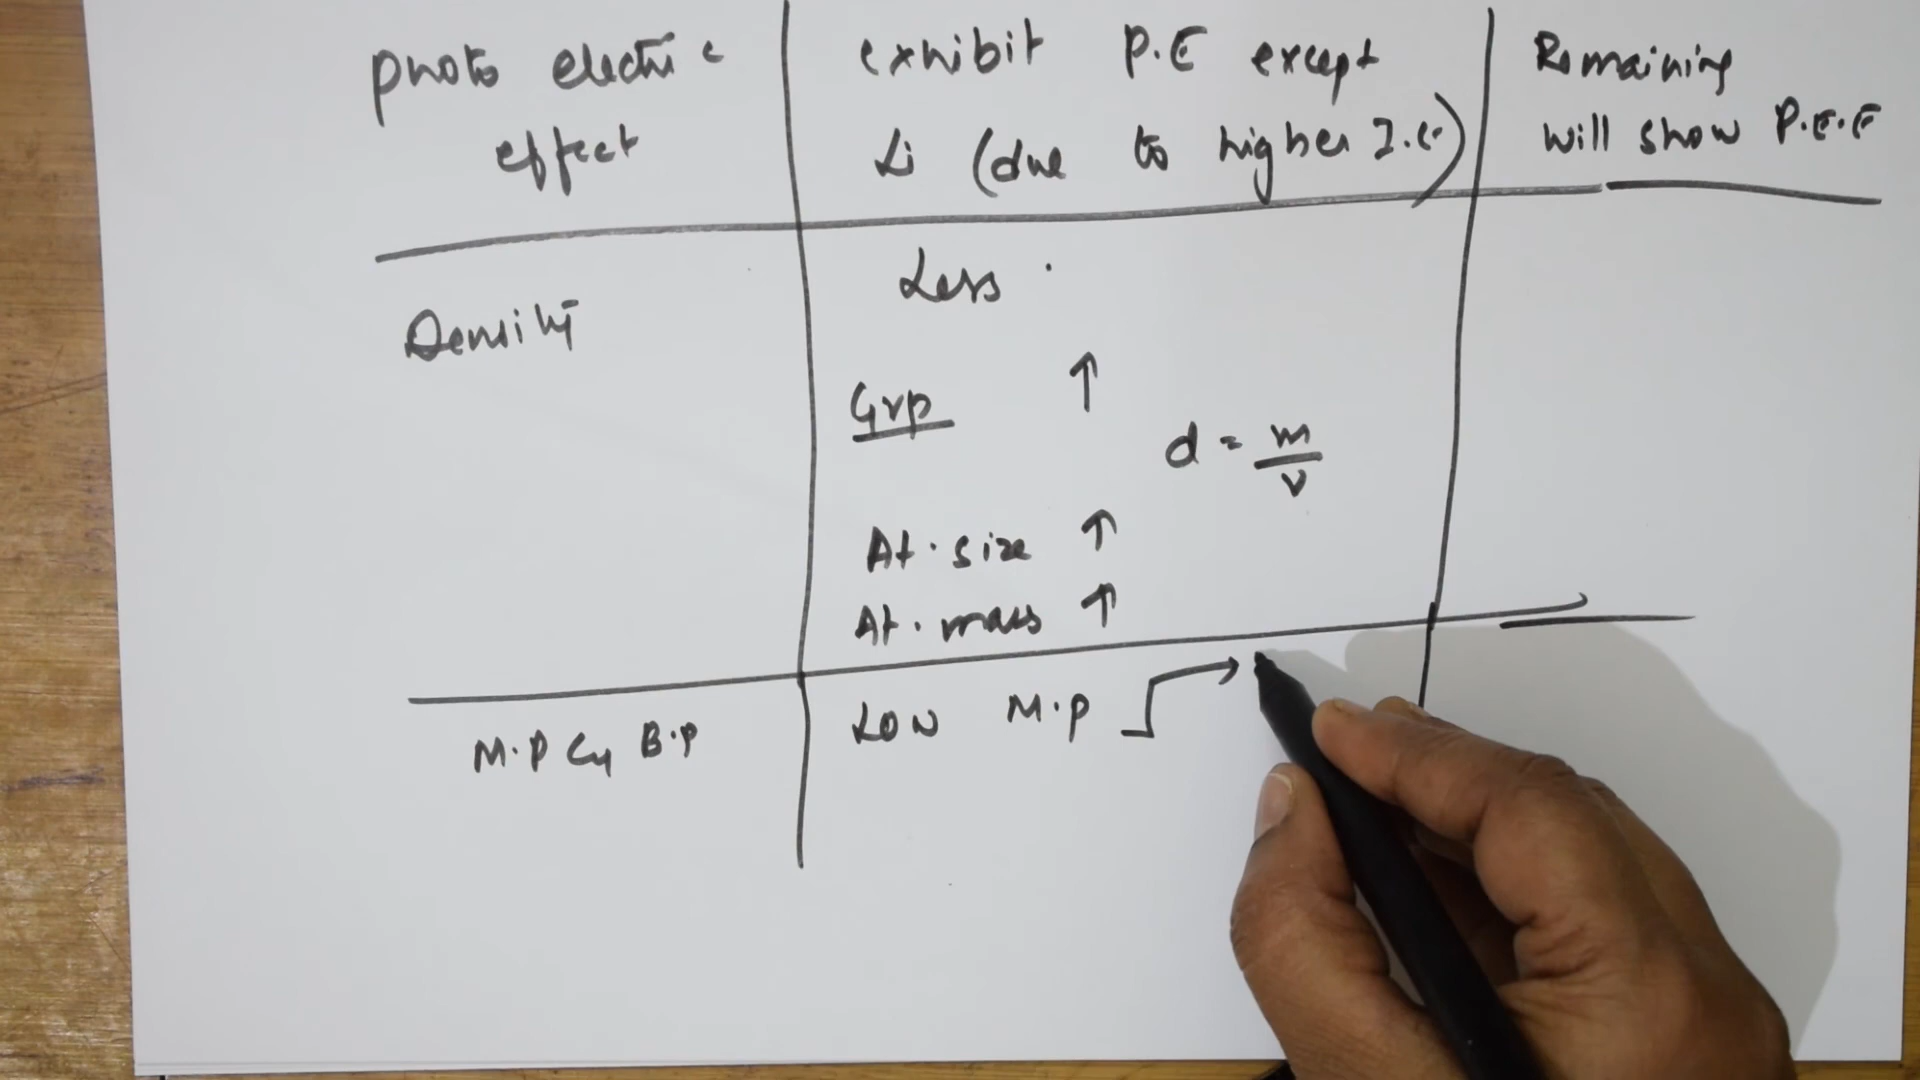 photo electric
effect
exhibit P.E except
Li (due to higher I.E)
Remaining
will show P.E.E
Density
Less
Grp ↑
d = m/v
At. size ↑
At. mass ↑
M.P & B.P
Low M.P